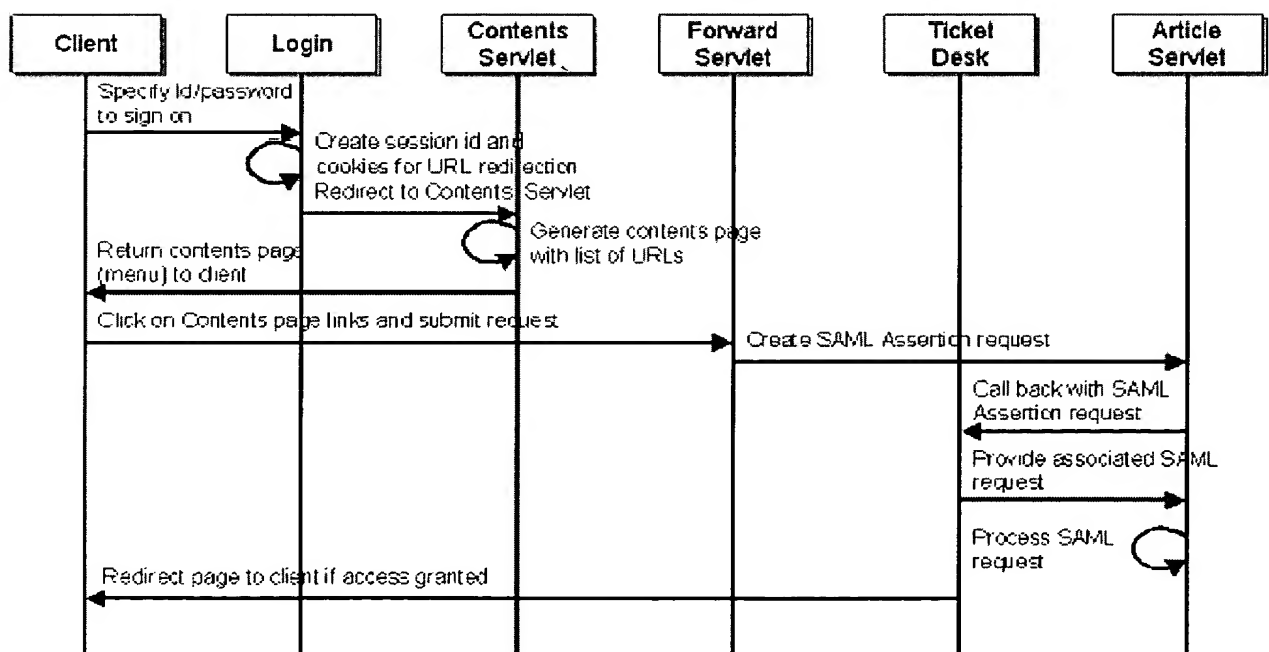 Client
Login
Contents
Servlet
Forward
Servlet
Ticket
Desk
Article
Servlet
Specify Id/password
to sign on
Create session id and
cookies for URL redirection
Redirect to Contents Servlet
Generate contents page
with list of URLs
Return contents page
(menu) to client
Click on Contents page links and submit request
Create SAML Assertion request
Call back with SAML
Assertion request
Provide associated SAML
request
Process SAML
request
Redirect page to client if access granted